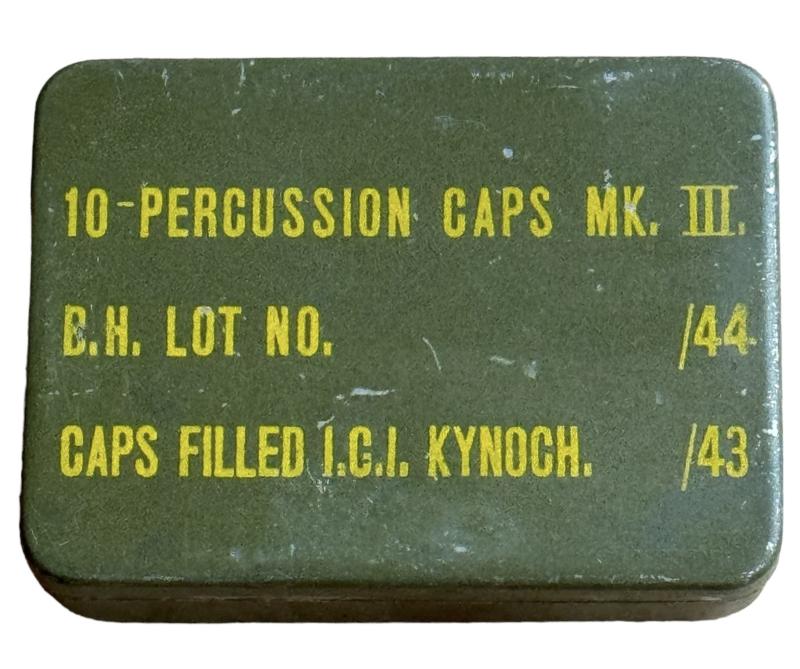 10-PERCUSSION CAPS MK. III.
B.H. LOT NO. /44
CAPS FILLED I.C.I. KYNOCH. /43